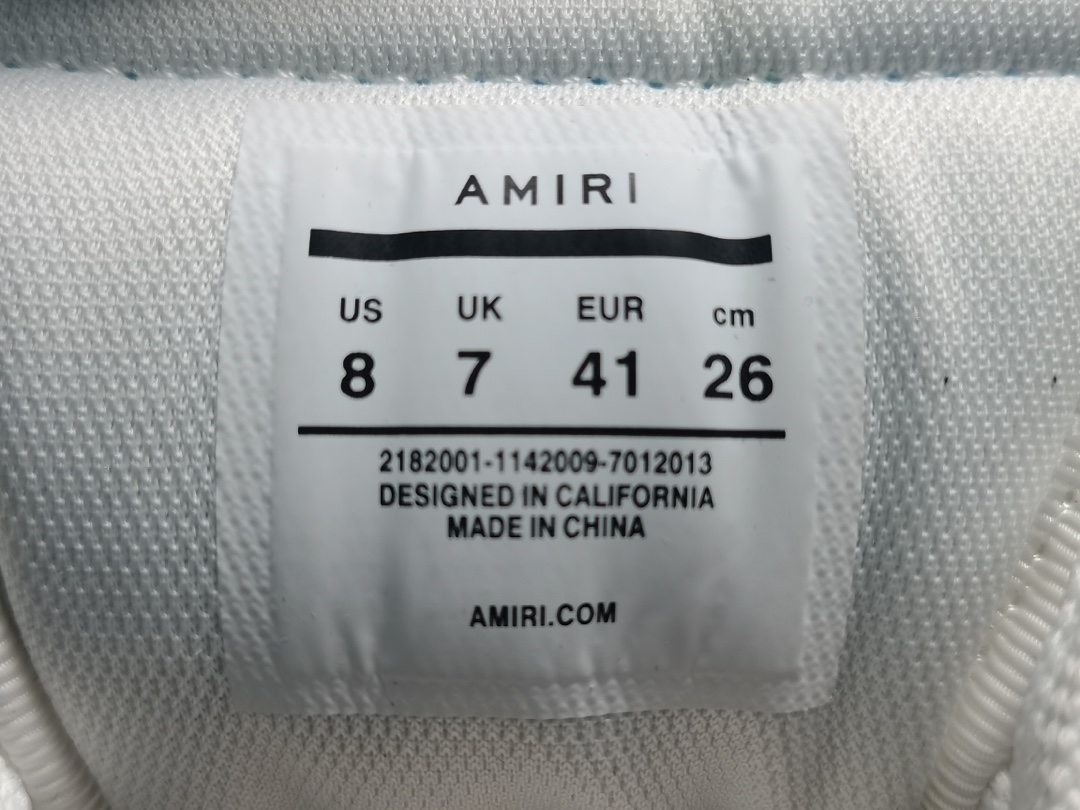 AMIRI
US UK EUR cm
8 7 41 26
2182001-1142009-7012013
DESIGNED IN CALIFORNIA
MADE IN CHINA
AMIRI.COM